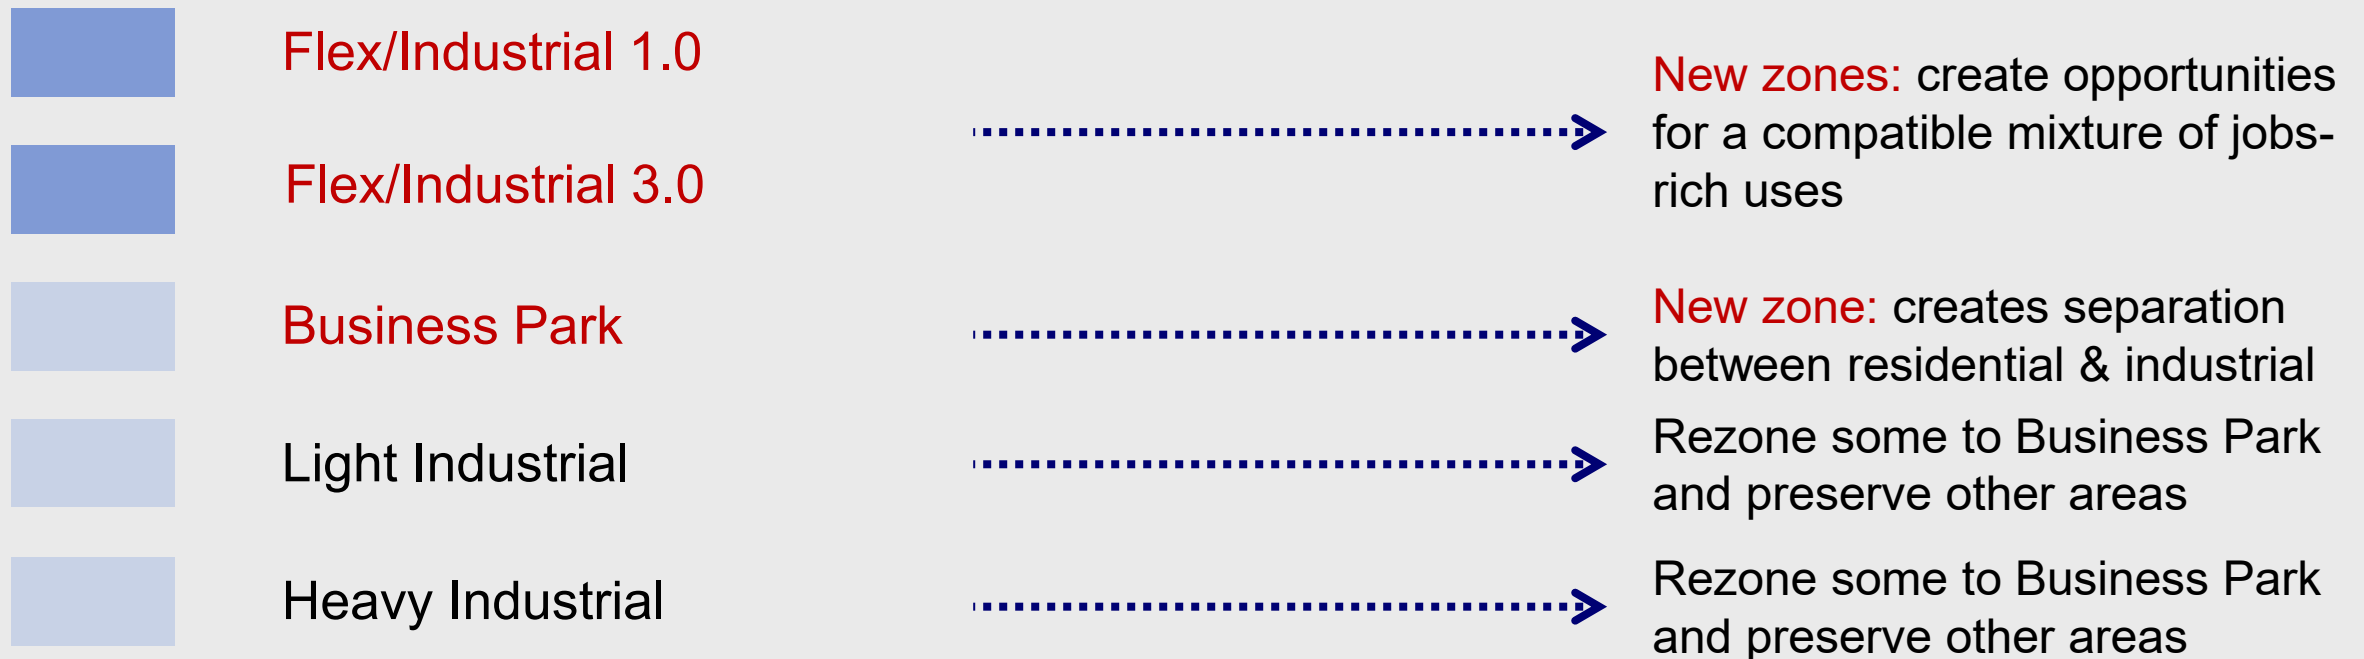 Flex/Industrial 1.0
Flex/Industrial 3.0
New zones: create opportunities
for a compatible mixture of jobs-
rich uses
Business Park
New zone: creates separation
between residential & industrial
Light Industrial
Rezone some to Business Park
and preserve other areas
Heavy Industrial
Rezone some to Business Park
and preserve other areas